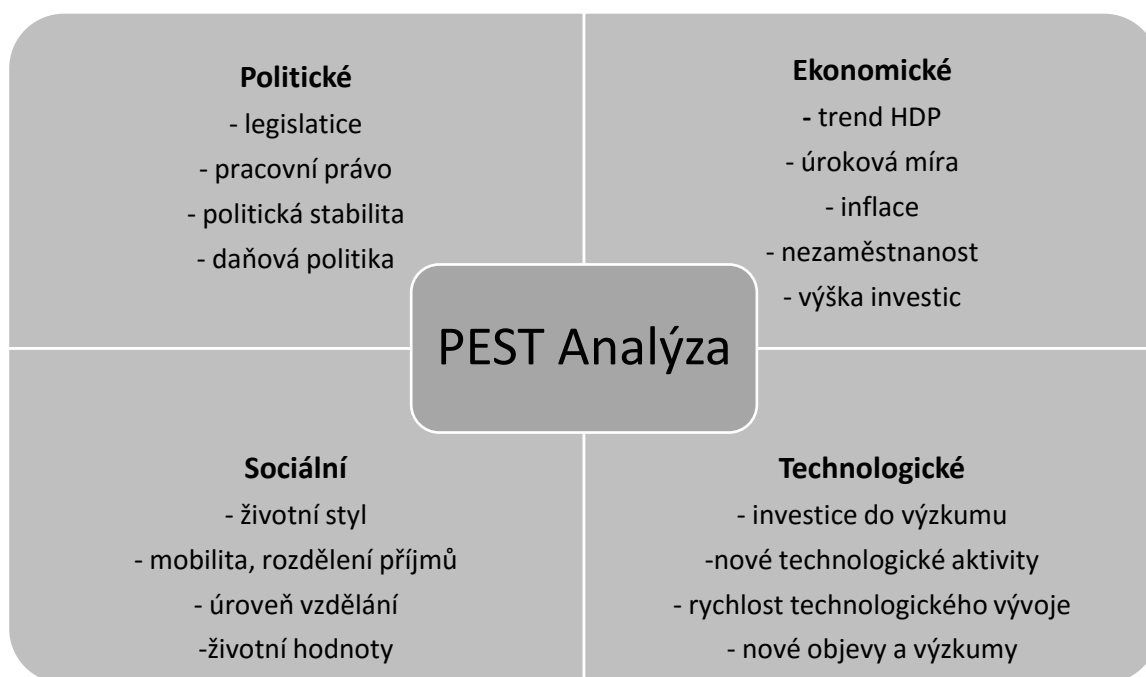 Politické
- legislatice
- pracovní právo
- politická stabilita
- daňová politika
Ekonomické
- trend HDP
- úroková míra
- inflace
- nezaměstnanost
- výška investic
PEST Analýza
Sociální
- životní styl
- mobilita, rozdělení příjmů
- úroveň vzdělání
-životní hodnoty
Technologické
- investice do výzkumu
-nové technologické aktivity
- rychlost technologického vývoje
- nové objevy a výzkumy